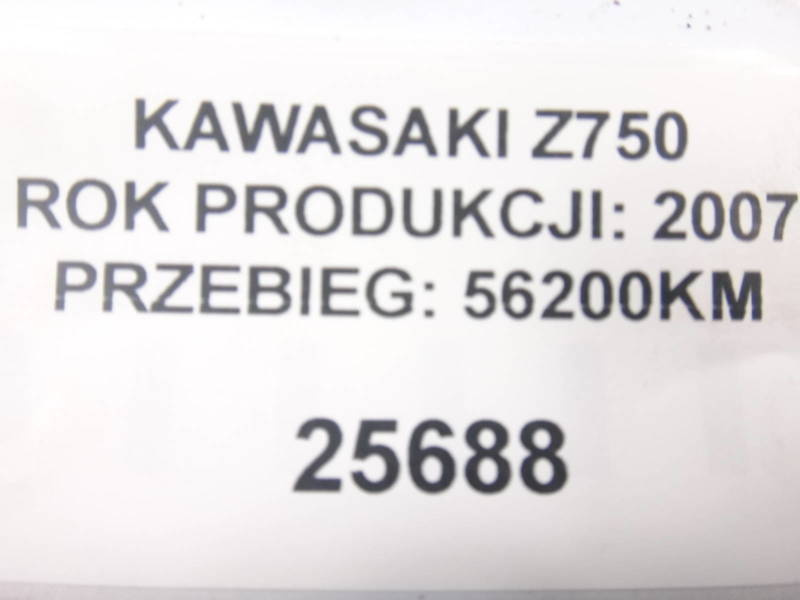 KAWASAKI Z750
ROK PRODUKCJI: 2007
PRZEBIEG: 56200KM
25688